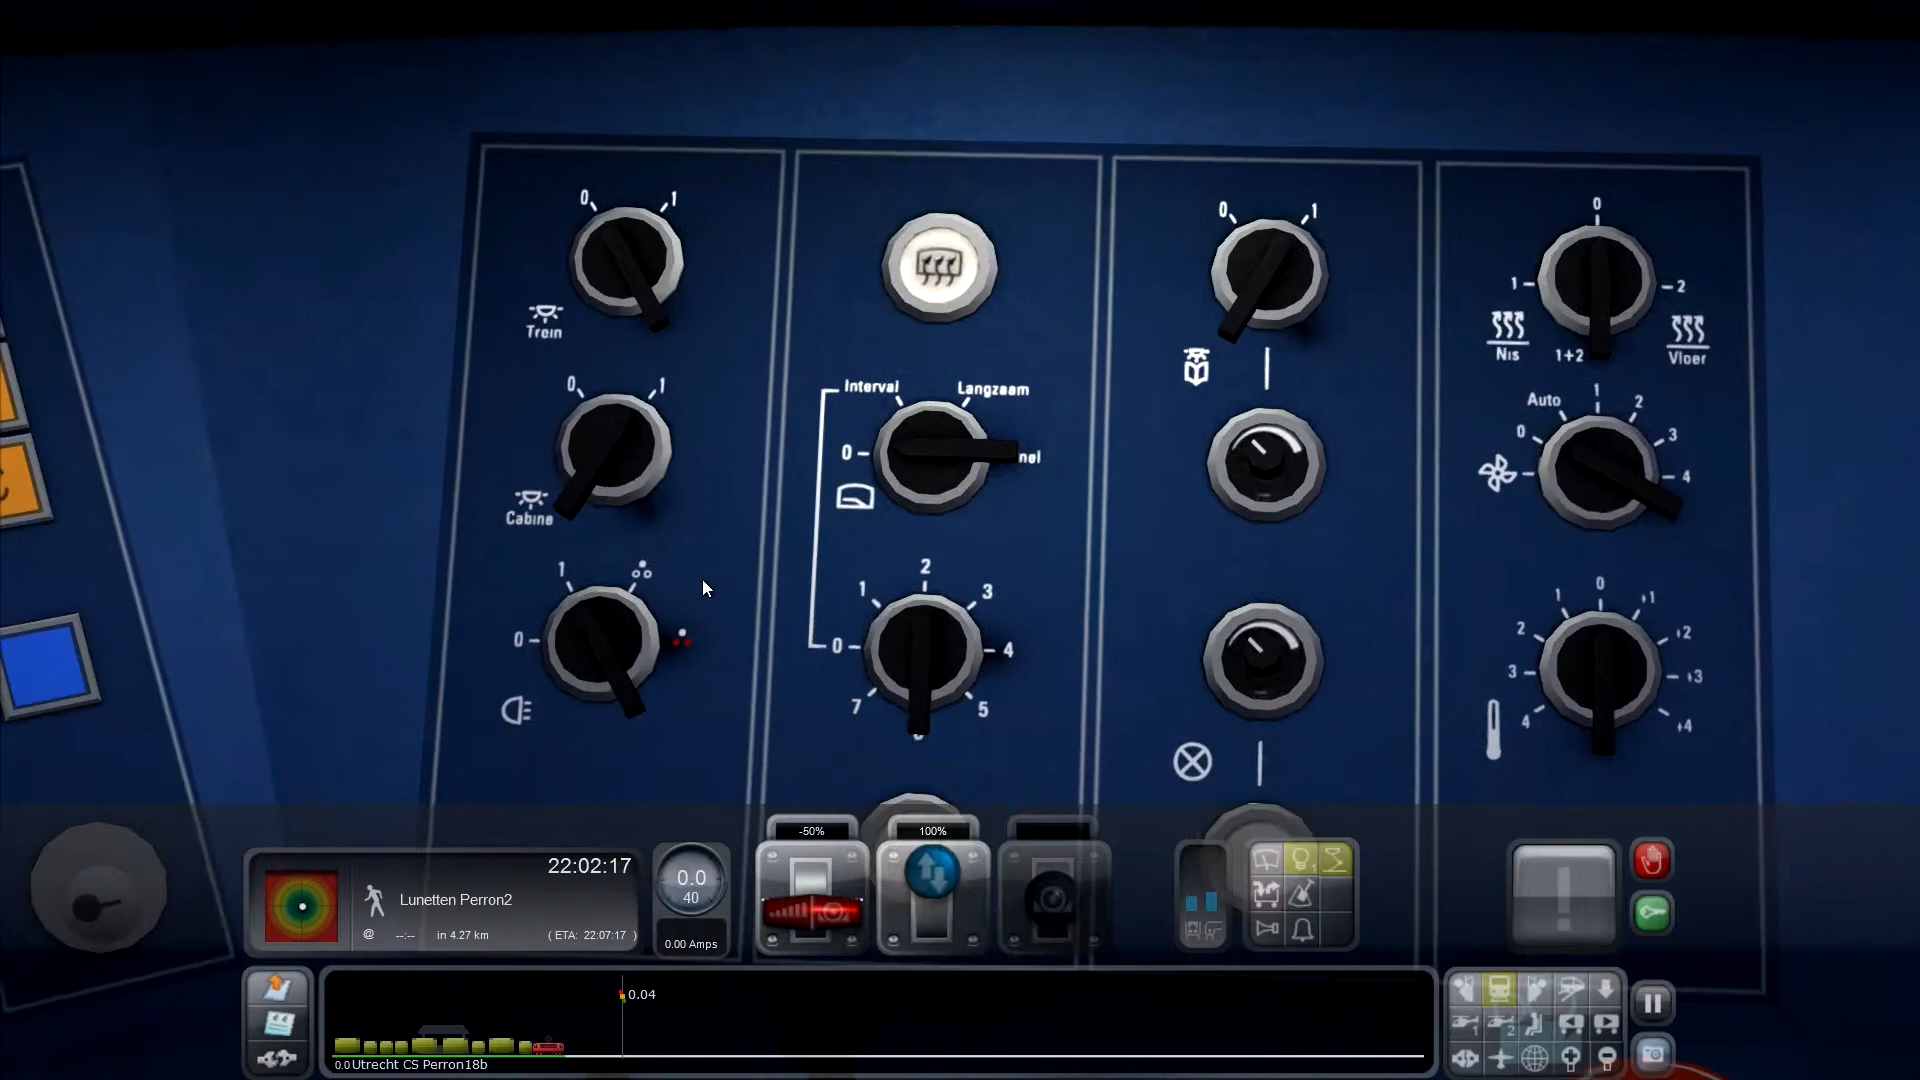 0 1
Trein
0 1
Cabine
1
0
Interval Langzaam
0 nel
1 2 3
0 4
7 5
0 1
0
1 2
Nis 1+2 Vloer
Auto 1 2
0 3
4
1 0 +1
2 +2
3 +3
4 +4
22:02:17
Lunetten Perron2
@ --:-- in 4.27 km ( ETA: 22:07:17 )
0.0
40
0.00 Amps
-50%
100%
1
!
0.04
0.0 Utrecht CS Perron18b
1 2